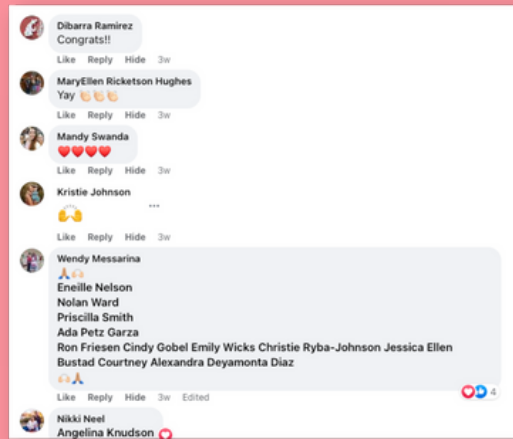 Dibarra Ramirez
Congrats!!
Like Reply Hide 3w
MaryEllen Ricketson Hughes
Yay 👏🏻👏🏻👏🏻
Like Reply Hide 3w
Mandy Swanda
❤️❤️❤️❤️
Like Reply Hide 3w
Kristie Johnson
🙌
Like Reply Hide 3w
Wendy Messarina
🙏🏽🙌🏻
Eneille Nelson
Nolan Ward
Priscilla Smith
Ada Petz Garza
Ron Friesen Cindy Gobel Emily Wicks Christie Ryba-Johnson Jessica Ellen
Bustad Courtney Alexandra Deyamonta Diaz
🙌🏻🙏🏽
4
Like Reply Hide 3w Edited
Nikki Neel
Angelina Knudson